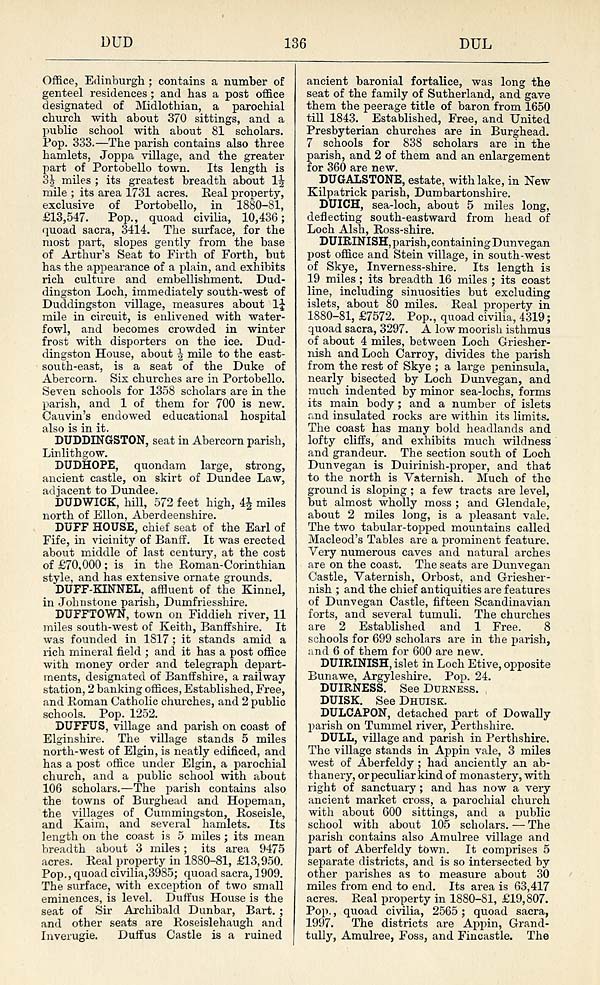 DUD 136 DUL
Office, Edinburgh ; contains a number of
genteel residences ; and has a post office
designated of Midlothian, a parochial
church with about 370 sittings, and a
public school with about 81 scholars.
Pop. 333.—The parish contains also three
hamlets, Joppa village, and the greater
part of Portobello town. Its length is
3½ miles ; its greatest breadth about 1½
mile ; its area 1731 acres. Real property,
exclusive of Portobello, in 1880-81,
£13,547. Pop., quoad civilia, 10,436 ;
quoad sacra, 3414. The surface, for the
most part, slopes gently from the base
of Arthur's Seat to Firth of Forth, but
has the appearance of a plain, and exhibits
rich culture and embellishment. Dud-
dingston Loch, immediately south-west of
Duddingston village, measures about 1¼
mile in circuit, is enlivened with water-
fowl, and becomes crowded in winter
frost with disporters on the ice. Dud-
dingston House, about ½ mile to the east-
south-east, is a seat of the Duke of
Abercorn. Six churches are in Portobello.
Seven schools for 1358 scholars are in the
parish, and 1 of them for 700 is new.
Cauvin's endowed educational hospital
also is in it.
DUDDINGSTON, seat in Abercorn parish,
Linlithgow.
DUDHOPE, quondam large, strong,
ancient castle, on skirt of Dundee Law,
adjacent to Dundee.
DUDWICK, hill, 572 feet high, 4½ miles
north of Ellon, Aberdeenshire.
DUFF HOUSE, chief seat of the Earl of
Fife, in vicinity of Banff. It was erected
about middle of last century, at the cost
of £70,000 ; is in the Roman-Corinthian
style, and has extensive ornate grounds.
DUFF-KINNEL, affluent of the Kinnel,
in Johnstone parish, Dumfriesshire.
DUFFTOWN, town on Fiddich river, 11
miles south-west of Keith, Banffshire. It
was founded in 1817 ; it stands amid a
rich mineral field ; and it has a post office
with money order and telegraph depart-
ments, designated of Banffshire, a railway
station, 2 banking offices, Established, Free,
and Roman Catholic churches, and 2 public
schools. Pop. 1252.
DUFFUS, village and parish on coast of
Elginshire. The village stands 5 miles
north-west of Elgin, is neatly edificed, and
has a post office under Elgin, a parochial
church, and a public school with about
106 scholars.—The parish contains also
the towns of Burghead and Hopeman,
the villages of Cummingston, Roseisle,
and Kaim, and several hamlets. Its
length on the coast is 5 miles ; its mean
breadth about 3 miles ; its area 9475
acres. Real property in 1880-81, £13,950.
Pop., quoad civilia, 3985; quoad sacra, 1909.
The surface, with exception of two small
eminences, is level. Duffus House is the
seat of Sir Archibald Dunbar, Bart. ;
and other seats are Roseislehaugh and
Inverugie. Duffus Castle is a ruined
ancient baronial fortalice, was long the
seat of the family of Sutherland, and gave
them the peerage title of baron from 1650
till 1843. Established, Free, and United
Presbyterian churches are in Burghead.
7 schools for 838 scholars are in the
parish, and 2 of them and an enlargement
for 360 are new.
DUGALSTONE, estate, with lake, in New
Kilpatrick parish, Dumbartonshire.
DUICH, sea-loch, about 5 miles long,
deflecting south-eastward from head of
Loch Alsh, Ross-shire.
DUIRINISH, parish, containing Dunvegan
post office and Stein village, in south-west
of Skye, Inverness-shire. Its length is
19 miles ; its breadth 16 miles ; its coast
line, including sinuosities but excluding
islets, about 80 miles. Real property in
1880-81, £7572. Pop., quoad civilia, 4319 ;
quoad sacra, 3297. A low moorish isthmus
of about 4 miles, between Loch Griesher-
nish and Loch Carroy, divides the parish
from the rest of Skye ; a large peninsula,
nearly bisected by Loch Dunvegan, and
much indented by minor sea-lochs, forms
its main body ; and a number of islets
and insulated rocks are within its limits.
The coast has many bold headlands and
lofty cliffs, and exhibits much wildness
and grandeur. The section south of Loch
Dunvegan is Duirinish-proper, and that
to the north is Vaternish. Much of the
ground is sloping ; a few tracts are level,
but almost wholly moss ; and Glendale,
about 2 miles long, is a pleasant vale.
The two tabular-topped mountains called
Macleod's Tables are a prominent feature.
Very numerous caves and natural arches
are on the coast. The seats are Dunvegan
Castle, Vaternish, Orbost, and Griesher-
nish ; and the chief antiquities are features
of Dunvegan Castle, fifteen Scandinavian
forts, and several tumuli. The churches
are 2 Established and 1 Free. 8
schools for 699 scholars are in the parish,
and 6 of them for 600 are new.
DUIRINISH, islet in Loch Etive, opposite
Bunawe, Argyleshire. Pop. 24.
DUIRNESS. See DURNESS.
DUISK. See DHUISK.
DULCAPON, detached part of Dowally
parish on Tummel river, Perthshire.
DULL, village and parish in Perthshire.
The village stands in Appin vale, 3 miles
west of Aberfeldy ; had anciently an ab-
thanery, or peculiar kind of monastery, with
right of sanctuary ; and has now a very
ancient market cross, a parochial church
with about 600 sittings, and a public
school with about 105 scholars. — The
parish contains also Amulree village and
part of Aberfeldy town. It comprises 5
separate districts, and is so intersected by
other parishes as to measure about 30
miles from end to end. Its area is 63,417
acres. Real property in 1880-81, £19,807.
Pop., quoad civilia, 2565 ; quoad sacra,
1997. The districts are Appin, Grand-
tully, Amulree, Foss, and Fincastle. The